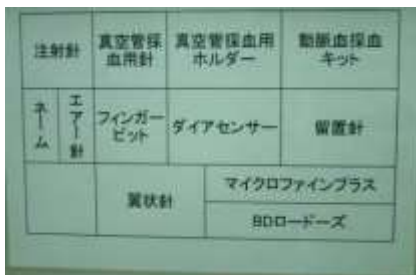 注射針
真空管採
血用針
真空管採血用
ホルダー
動脈血採血
キット
ネーム
エアー針
フィンガー
ピット
ダイアセンサー
留置針
翼状針
マイクロファインプラス
BDロードーズ